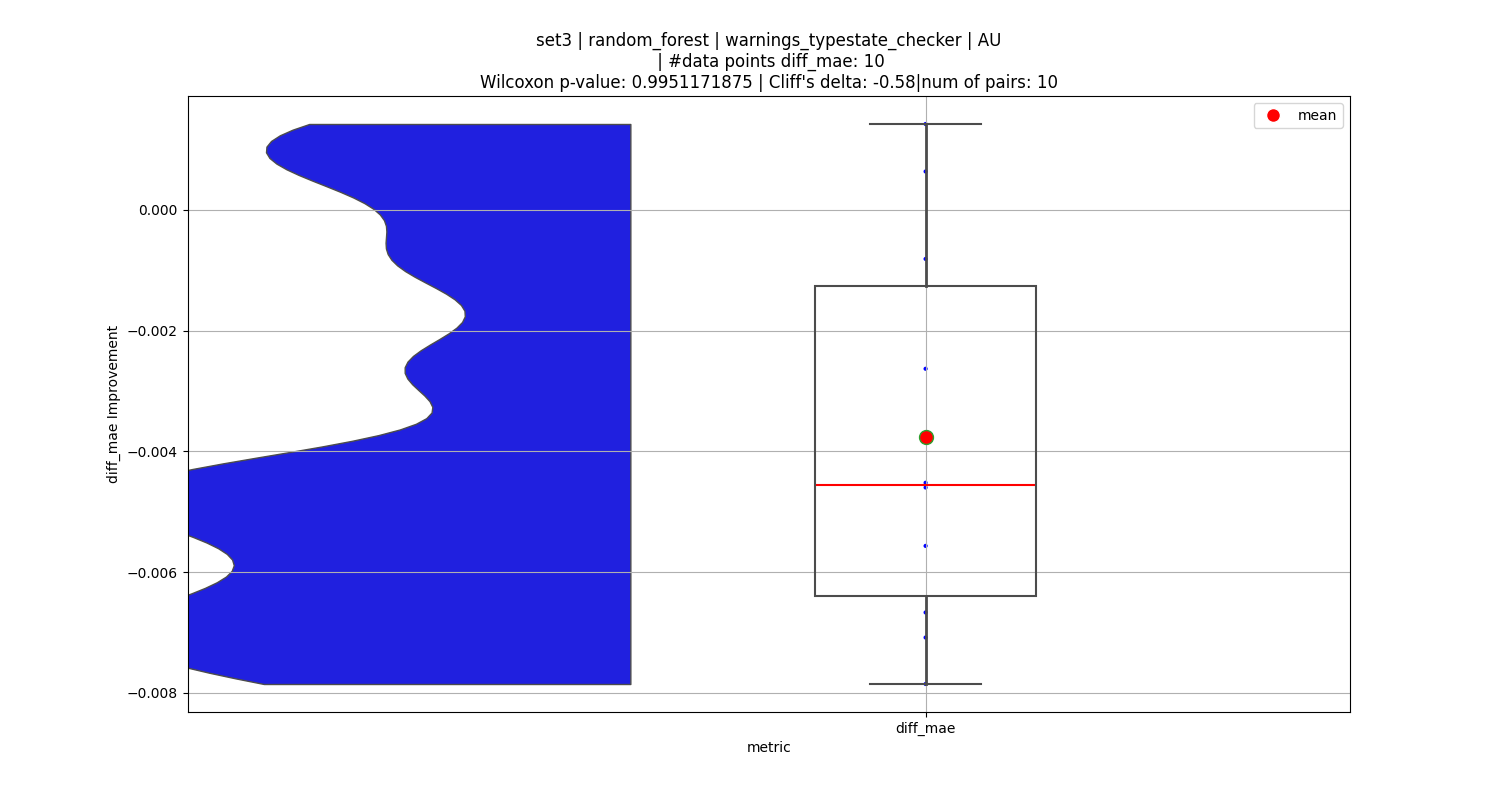 set3 | random_forest | warnings_typestate_checker | AU
| #data points diff_mae: 10
Wilcoxon p-value: 0.9951171875 | Cliff's delta: -0.58|num of pairs: 10
mean
0.000
−0.002
−0.004
−0.006
−0.008
diff_mae Improvement
diff_mae
metric